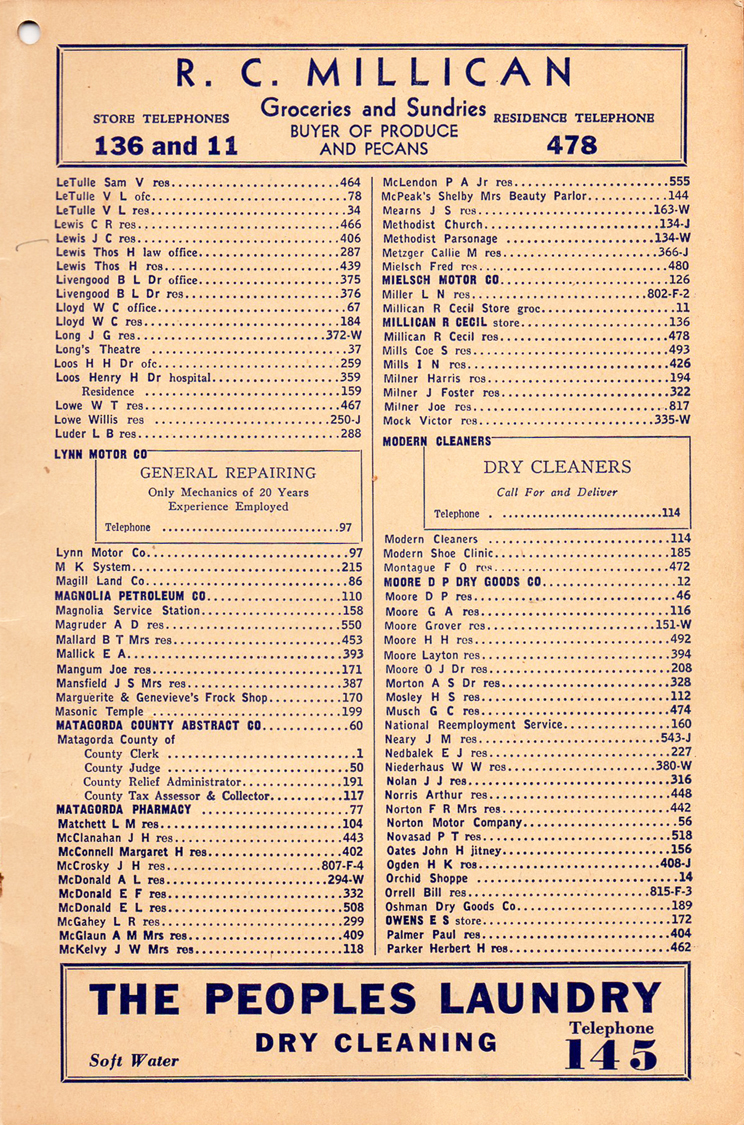 R. C. MILLICAN
Groceries and Sundries
STORE TELEPHONES
136 and 11
BUYER OF PRODUCE
AND PECANS
RESIDENCE TELEPHONE
478
LeTulle Sam V res.........................464
LeTulle V L ofc............................78
LeTulle V L res............................34
Lewis C R res.............................466
Lewis J C res.............................406
Lewis Thos H law office...................287
Lewis Thos H res..........................439
Livengood B L Dr office...................375
Livengood B L Dr res......................376
Lloyd W C office...........................67
Lloyd W C res.............................184
Long J G res............................372-W
Long's Theatre ............................37
Loos H H Dr ofc...........................259
Loos Henry H Dr hospital..................359
Residence ............................159
Lowe W T res..............................467
Lowe Willis res ........................250-J
Luder L B res.............................288
LYNN MOTOR CO
GENERAL REPAIRING
Only Mechanics of 20 Years
Experience Employed
Telephone ............................97
Lynn Motor Co..............................97
M K System................................215
Magill Land Co.............................86
MAGNOLIA PETROLEUM CO.....................110
Magnolia Service Station..................158
Magruder A D res..........................550
Mallard B T Mrs res.......................453
Mallick E A...............................393
Mangum Joe res............................171
Mansfield J S Mrs res.....................387
Marguerite & Genevieve's Frock Shop.......170
Masonic Temple ...........................199
MATAGORDA COUNTY ABSTRACT CO...............60
Matagorda County of
County Clerk ...........................1
County Judge ..........................50
County Relief Administrator...........191
County Tax Assessor & Collector.......117
MATAGORDA PHARMACY ........................77
Matchett L M res..........................104
McClanahan J H res........................443
McConnell Margaret H res..................402
McCrosky J H res......................807-F-4
McDonald A L res........................294-W
McDonald E F res..........................332
McDonald E L res..........................508
McGahey L R res...........................299
McGlaun A M Mrs res.......................409
McKelvy J W Mrs res.......................118
McLendon P A Jr res.......................555
McPeak's Shelby Mrs Beauty Parlor.........144
Mearns J S res..........................163-W
Methodist Church........................134-J
Methodist Parsonage ....................134-W
Metzger Callie M res....................366-J
Mielsch Fred res..........................480
MIELSCH MOTOR CO..........................126
Miller L N res........................802-F-2
Millican R Cecil Store groc................11
MILLICAN R CECIL store....................136
Millican R Cecil res......................478
Mills Coe S res...........................493
Mills I N res.............................426
Milner Harris res.........................194
Milner J Foster res.......................322
Milner Joe res............................817
Mock Victor res.........................335-W
MODERN CLEANERS
DRY CLEANERS
Call For and Deliver
Telephone . .........................114
Modern Cleaners ..........................114
Modern Shoe Clinic........................185
Montague F O res..........................472
MOORE D P DRY GOODS CO.....................12
Moore D P res..............................46
Moore G A res.............................116
Moore Grover res........................151-W
Moore H H res.............................492
Moore Layton res..........................394
Moore O J Dr res..........................208
Morton A S Dr res.........................328
Mosley H S res............................112
Musch G C res.............................474
National Reemployment Service.............160
Neary J M res...........................543-J
Nedbalek E J res..........................227
Niederhaus W W res......................380-W
Nolan J J res.............................316
Norris Arthur res.........................448
Norton F R Mrs res........................442
Norton Motor Company.......................56
Novasad P T res...........................518
Oates John H jitney.......................156
Ogden H K res...........................408-J
Orchid Shoppe .............................14
Orrell Bill res.......................815-F-3
Oshman Dry Goods Co.......................189
OWENS E S store...........................172
Palmer Paul res...........................404
Parker Herbert H res......................462
THE PEOPLES LAUNDRY
DRY CLEANING
Soft Water
Telephone
145